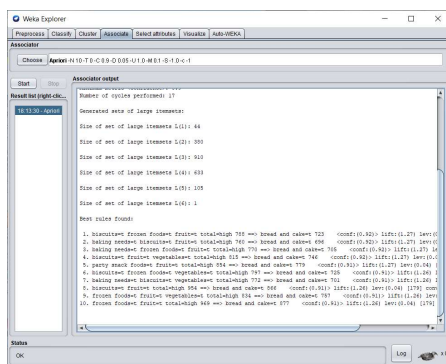 Weka Explorer
Preprocess Classify Cluster Associate Select attributes Visualize Auto-WEKA
Associator
Choose Apriori -N 10 -T 0 -C 0.9 -D 0.05 -U 1.0 -M 0.1 -S -1.0 -c -1
Start Stop
Result list (right-clic...
16:13:30 - Apriori
Associator output
Number of cycles performed: 17
Generated sets of large itemsets:
Size of set of large itemsets L(1): 44
Size of set of large itemsets L(2): 380
Size of set of large itemsets L(3): 910
Size of set of large itemsets L(4): 633
Size of set of large itemsets L(5): 105
Size of set of large itemsets L(6): 1
Best rules found:
1. biscuits=t frozen foods=t fruit=t total=high 788 ==> bread and cake=t 723 <conf:(0.92)> lift:(1.27) lev:(0
2. baking needs=t biscuits=t fruit=t total=high 760 ==> bread and cake=t 696 <conf:(0.92)> lift:(1.27) lev:(0
3. baking needs=t frozen foods=t fruit=t total=high 770 ==> bread and cake=t 705 <conf:(0.92)> lift:(1.27) le
4. biscuits=t fruit=t vegetables=t total=high 815 ==> bread and cake=t 746 <conf:(0.92)> lift:(1.27) lev:(0.0
5. party snack foods=t fruit=t total=high 854 ==> bread and cake=t 779 <conf:(0.91)> lift:(1.27) lev:(0.04) [
6. biscuits=t frozen foods=t vegetables=t total=high 797 ==> bread and cake=t 725 <conf:(0.91)> lift:(1.26) l
7. baking needs=t biscuits=t vegetables=t total=high 772 ==> bread and cake=t 701 <conf:(0.91)> lift:(1.26) l
8. biscuits=t fruit=t total=high 954 ==> bread and cake=t 866 <conf:(0.91)> lift:(1.26) lev:(0.04) [179] con
9. frozen foods=t fruit=t vegetables=t total=high 834 ==> bread and cake=t 757 <conf:(0.91)> lift:(1.26) lev
10. frozen foods=t fruit=t total=high 969 ==> bread and cake=t 877 <conf:(0.91)> lift:(1.26) lev:(0.04) [179]
Status
OK
Log